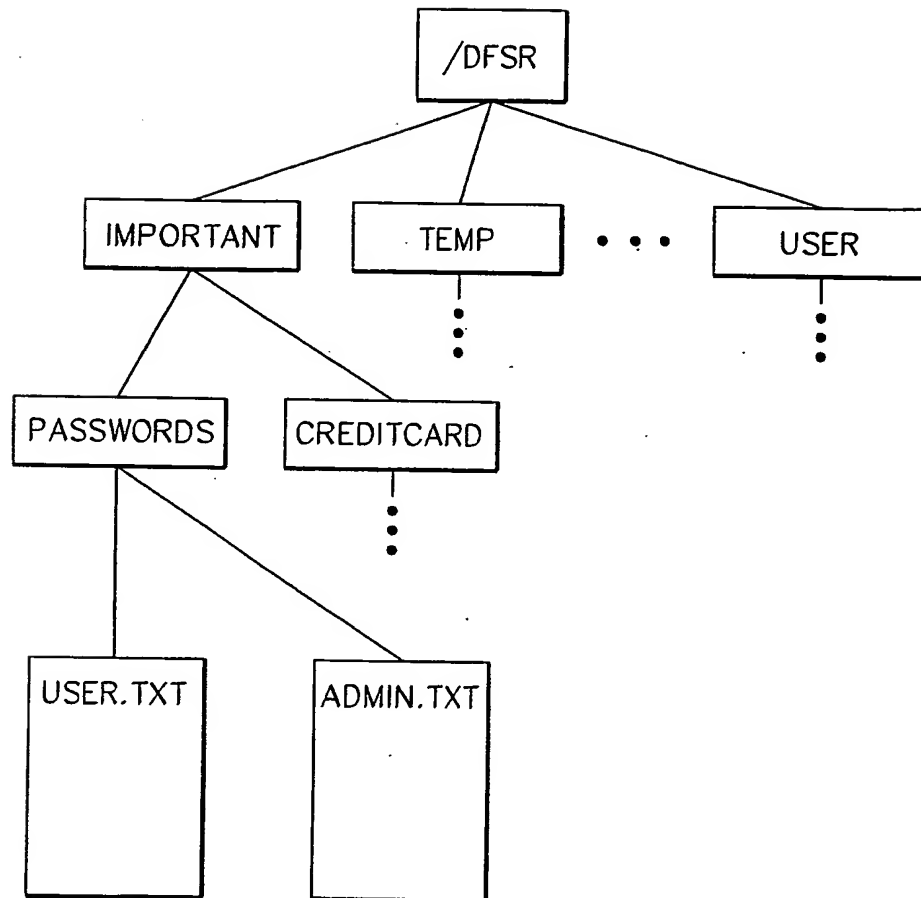 /DFSR
IMPORTANT
TEMP
USER
PASSWORDS
CREDITCARD
USER.TXT
ADMIN.TXT